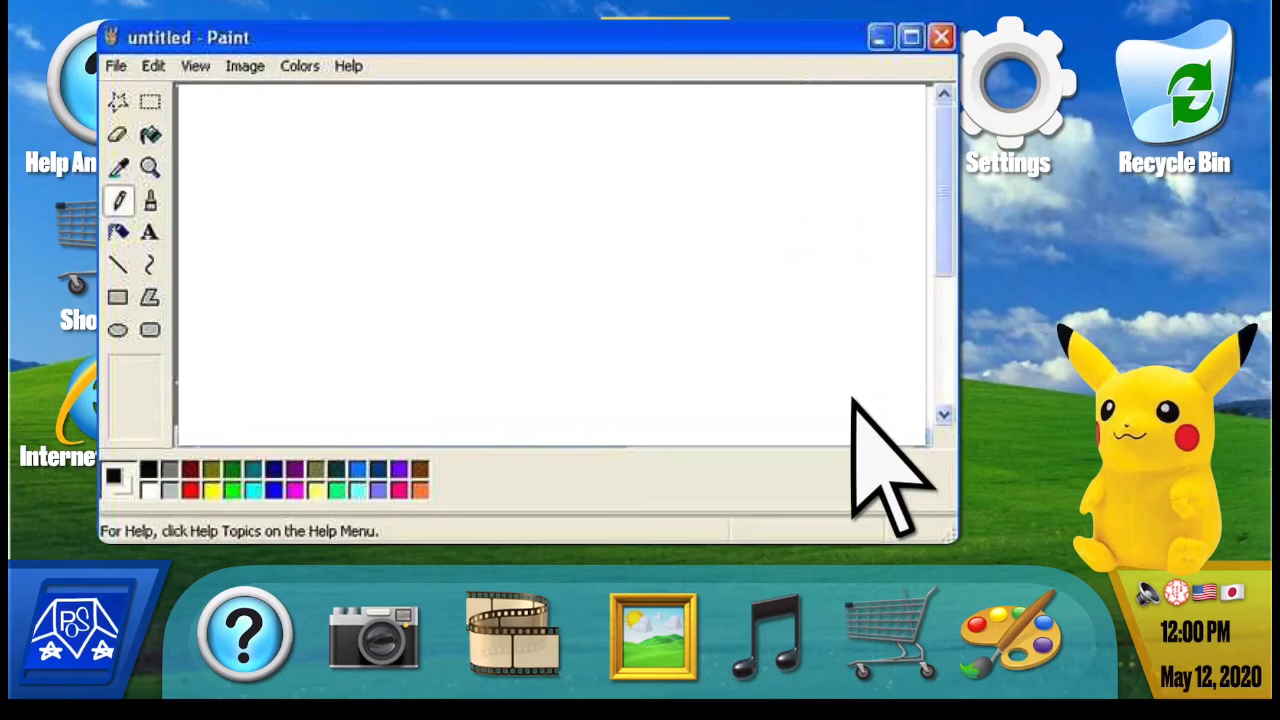 untitled - Paint
File Edit View Image Colors Help
A
Help An
Settings
Recycle Bin
Sho
Interne
For Help, click Help Topics on the Help Menu.
POS
?
12:00 PM
May 12, 2020